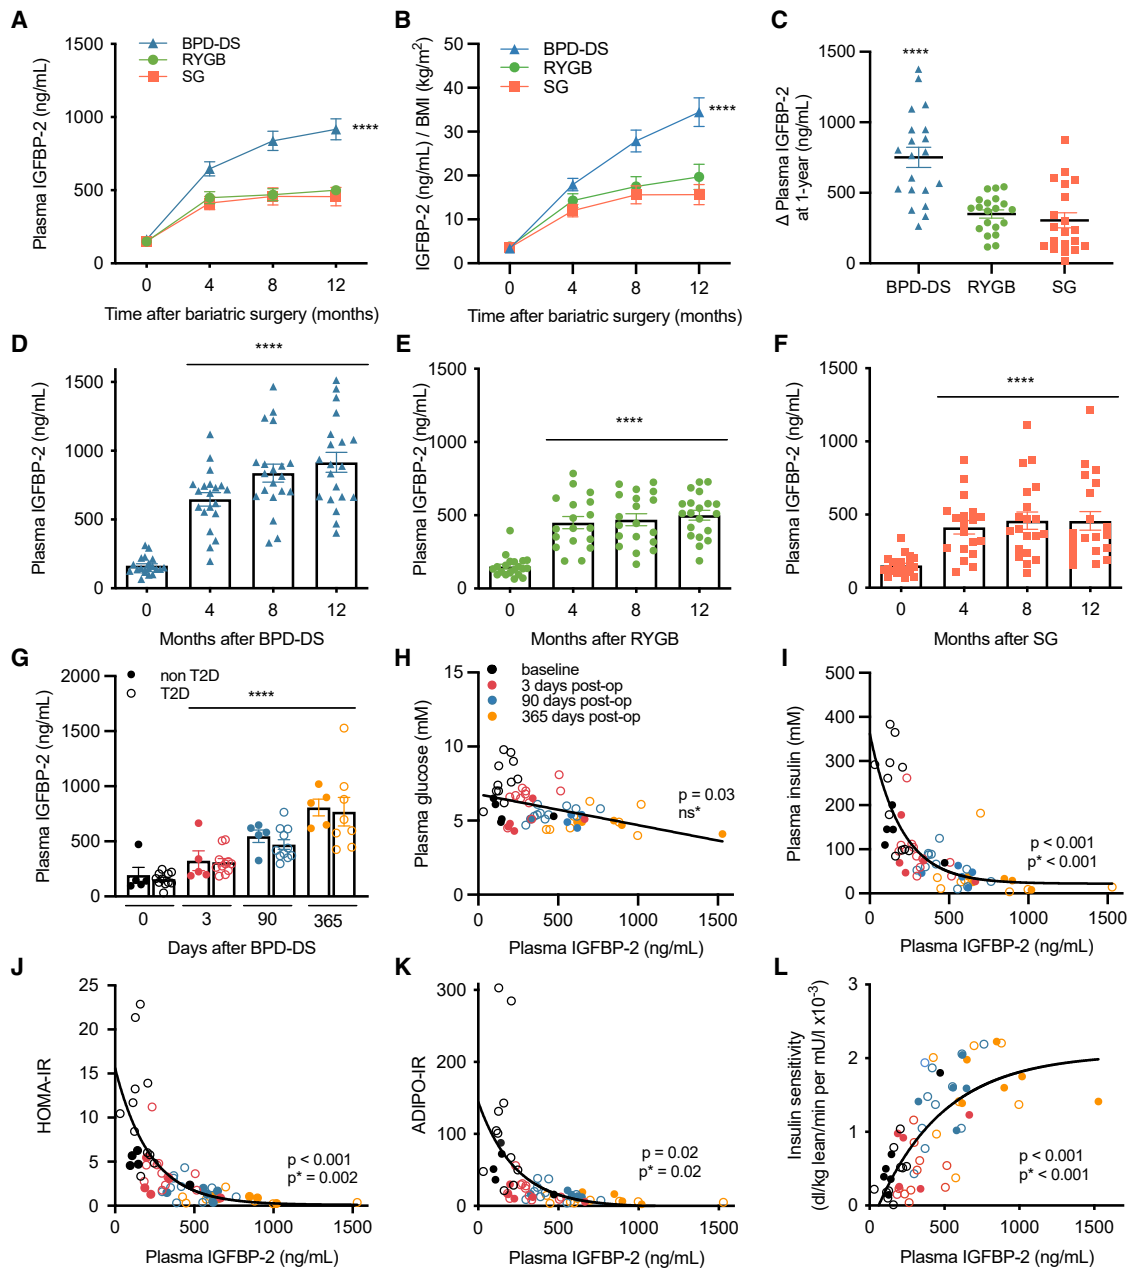 A
Plasma IGFBP-2 (ng/mL)
1500
1000
500
0
BPD-DS
RYGB
SG
****
0 4 8 12
Time after bariatric surgery (months)
B
IGFBP-2 (ng/mL) / BMI (kg/m²)
50
40
30
20
10
0
BPD-DS
RYGB
SG
****
0 4 8 12
Time after bariatric surgery (months)
C
Δ Plasma IGFBP-2
at 1-year (ng/mL)
1500
1000
500
0
****
BPD-DS RYGB SG
D
Plasma IGFBP-2 (ng/mL)
1500
1000
500
0
****
0 4 8 12
Months after BPD-DS
E
Plasma IGFBP-2 (ng/mL)
1500
1000
500
0
****
0 4 8 12
Months after RYGB
F
Plasma IGFBP-2 (ng/mL)
1500
1000
500
0
****
0 4 8 12
Months after SG
G
Plasma IGFBP-2 (ng/mL)
2000
1500
1000
500
0
non T2D
T2D
****
0 3 90 365
Days after BPD-DS
H
Plasma glucose (mM)
15
10
5
0
baseline
3 days post-op
90 days post-op
365 days post-op
p = 0.03
ns*
0 500 1000 1500
Plasma IGFBP-2 (ng/mL)
I
Plasma insulin (mM)
500
400
300
200
100
0
p < 0.001
p* < 0.001
0 500 1000 1500
Plasma IGFBP-2 (ng/mL)
J
HOMA-IR
25
20
15
10
5
0
p < 0.001
p* = 0.002
0 500 1000 1500
Plasma IGFBP-2 (ng/mL)
K
ADIPO-IR
300
200
100
0
p = 0.02
p* = 0.02
0 500 1000 1500
Plasma IGFBP-2 (ng/mL)
L
Insulin sensitivity
(dl/kg lean/min per mU/l x10⁻³)
3
2
1
0
p < 0.001
p* < 0.001
0 500 1000 1500
Plasma IGFBP-2 (ng/mL)